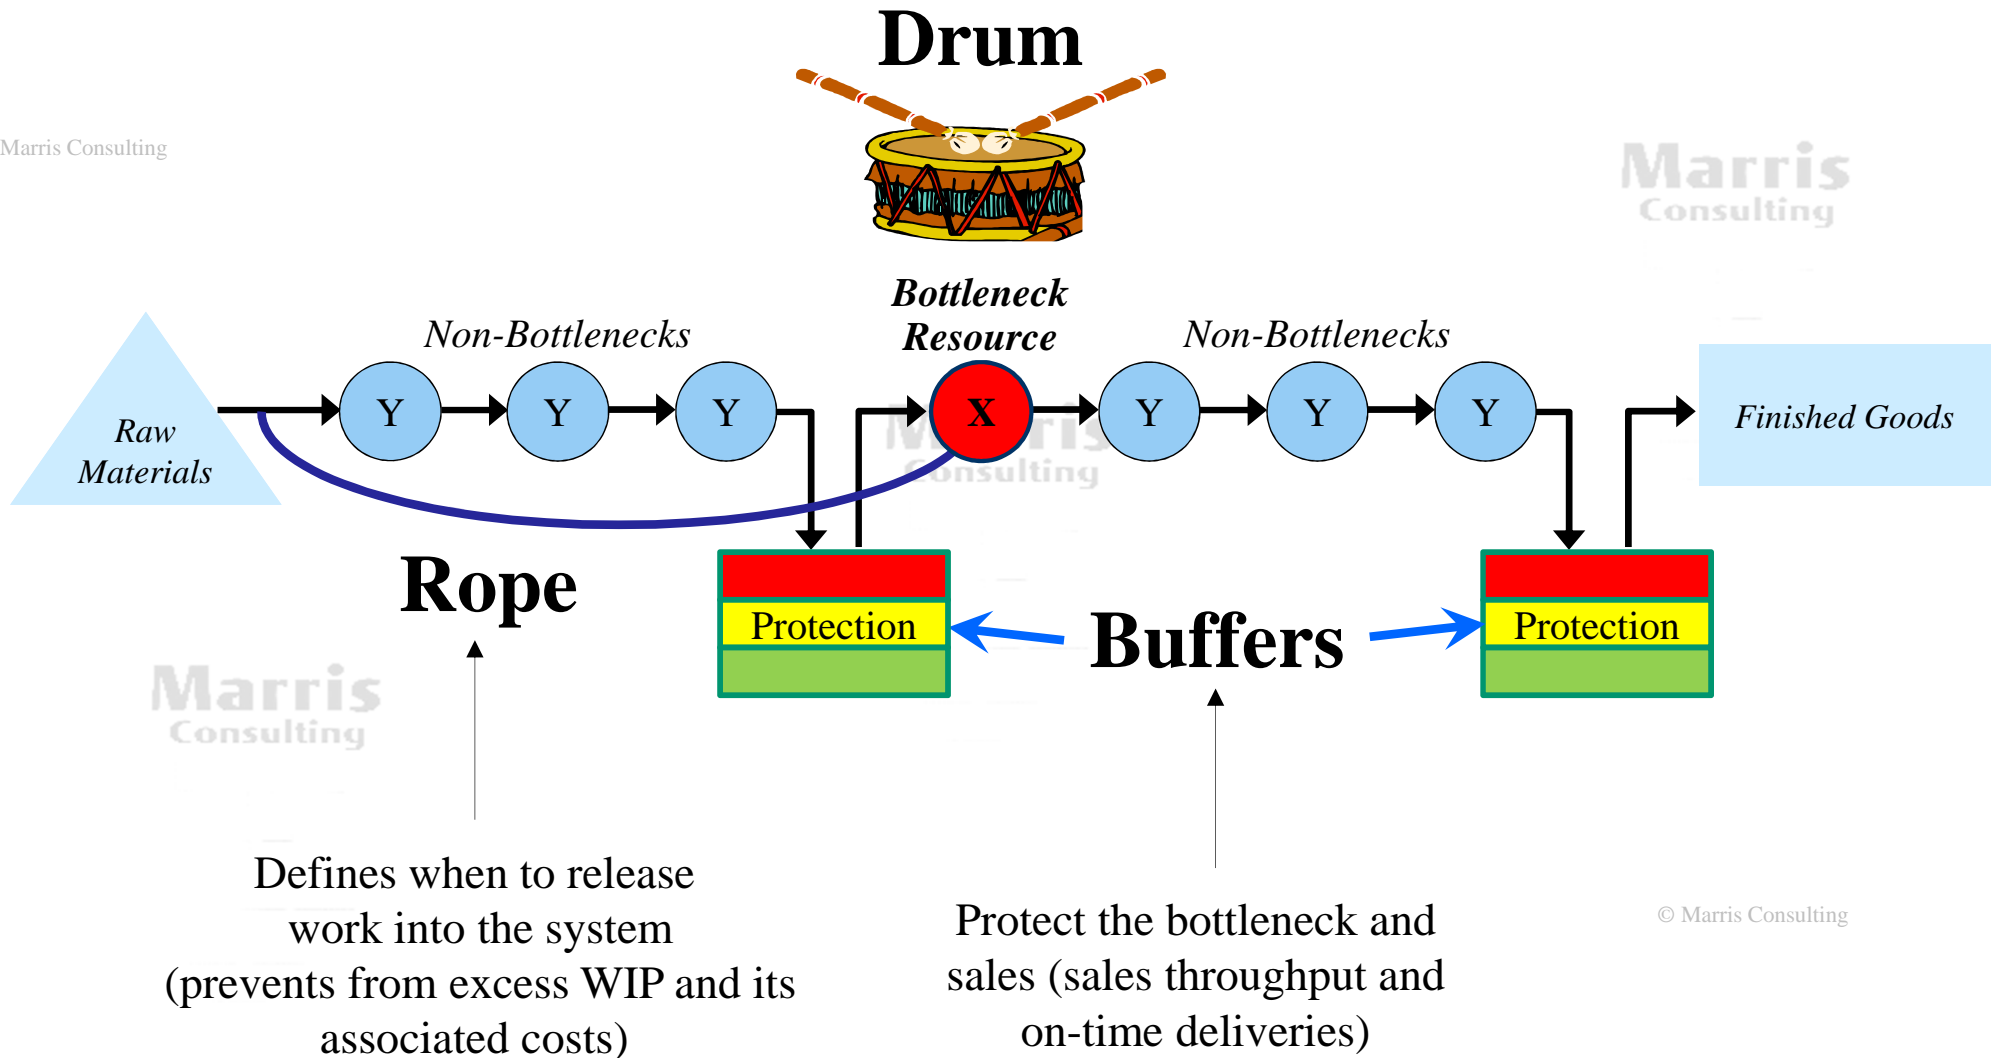 Drum
Marris Consulting
Marris
Consulting
Bottleneck
Resource
Non-Bottlenecks
Non-Bottlenecks
Raw
Materials
Y
Y
Y
X
Y
Y
Y
Finished Goods
Marris
Consulting
Rope
Protection
Buffers
Protection
Marris
Consulting
Defines when to release
work into the system
(prevents from excess WIP and its
associated costs)
Protect the bottleneck and
sales (sales throughput and
on-time deliveries)
© Marris Consulting